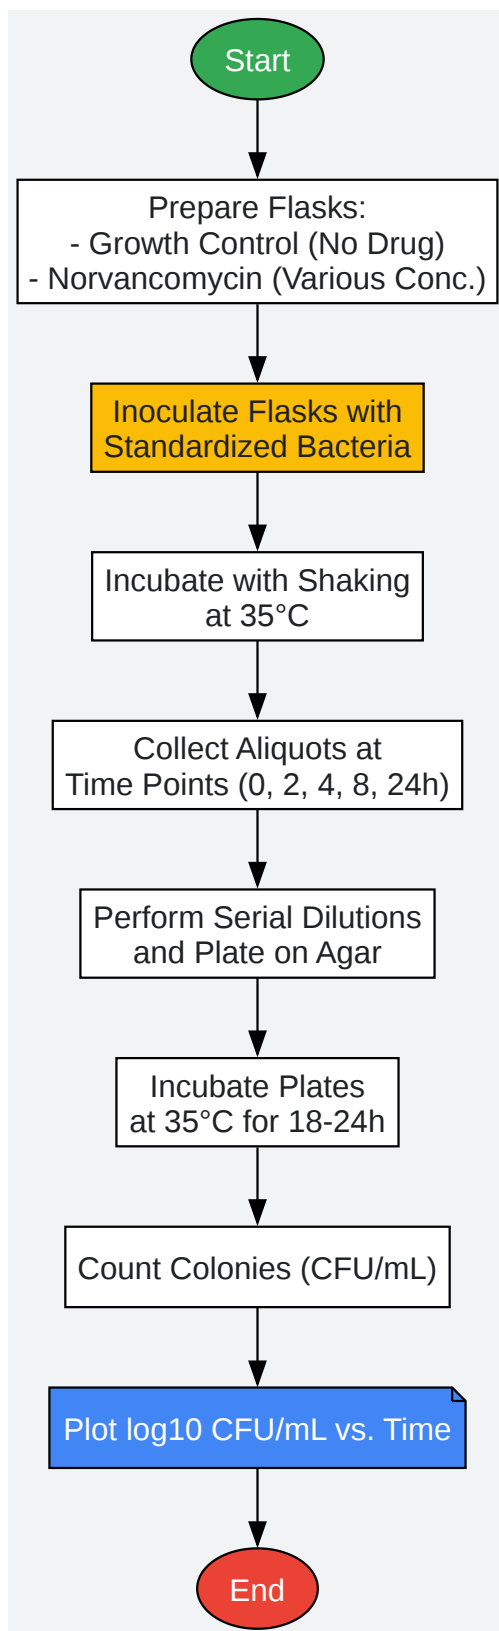 Start
Prepare Flasks:
- Growth Control (No Drug)
- Norvancomycin (Various Conc.)
Inoculate Flasks with
Standardized Bacteria
Incubate with Shaking
at 35°C
Collect Aliquots at
Time Points (0, 2, 4, 8, 24h)
Perform Serial Dilutions
and Plate on Agar
Incubate Plates
at 35°C for 18-24h
Count Colonies (CFU/mL)
Plot log10 CFU/mL vs. Time
End